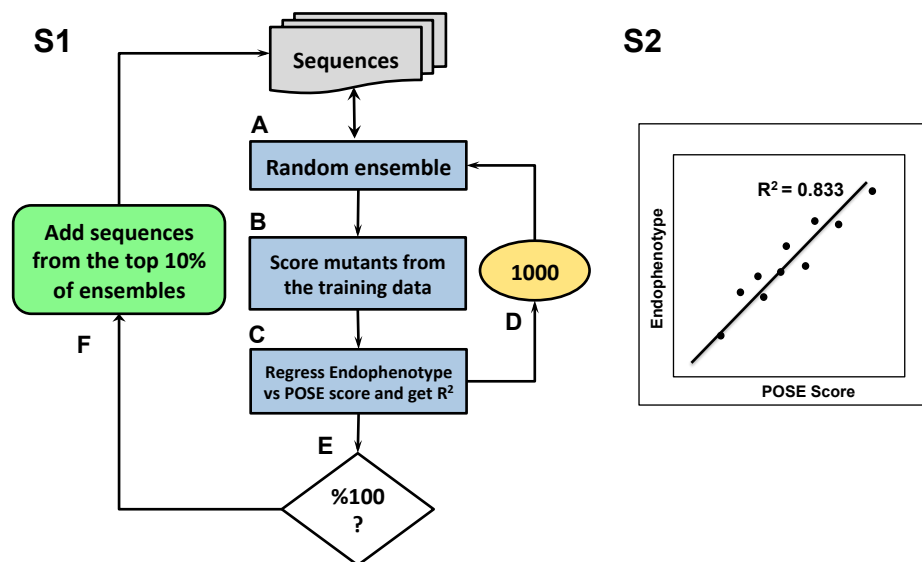 S1
Sequences
A
Random ensemble
B
Score mutants from
the training data
C
Regress Endophenotype
vs POSE score and get R²
1000
D
E
%100
?
Add sequences
from the top 10%
of ensembles
F
S2
R² = 0.833
Endophenotype
POSE Score